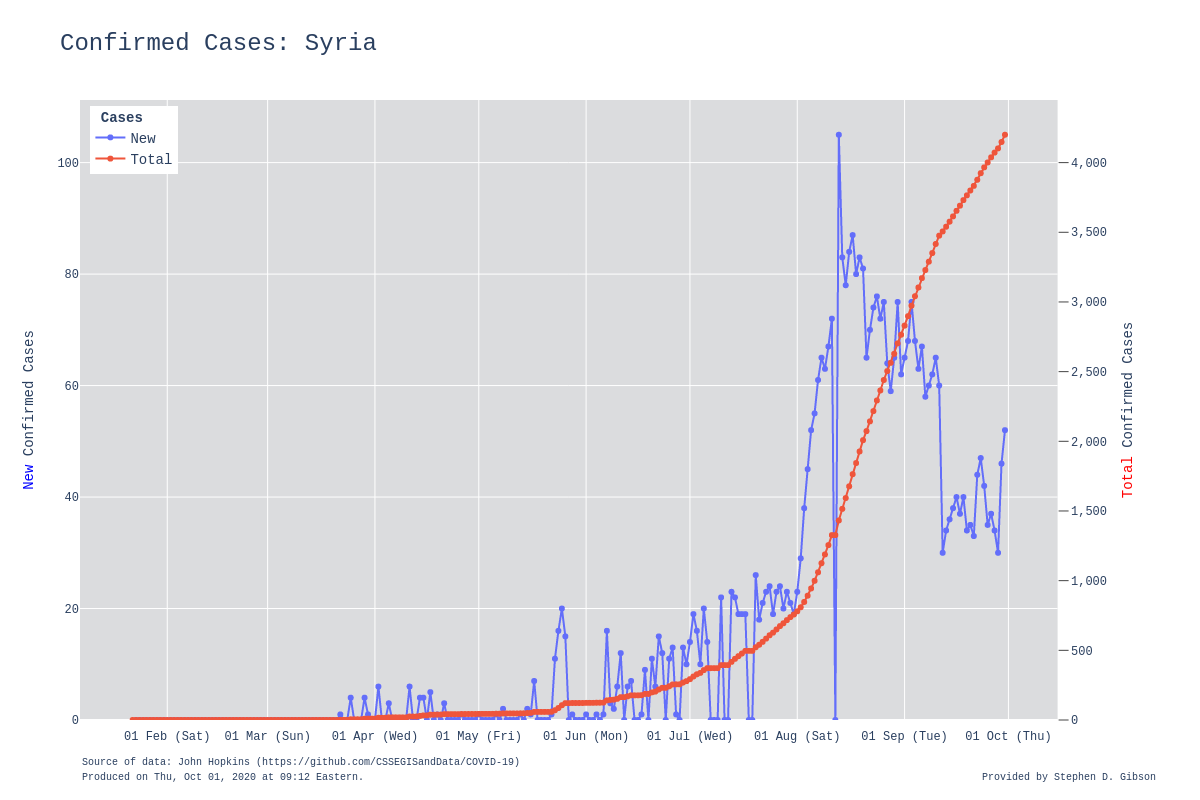 Confirmed Cases: Syria
Cases
New
Total
100
80
60
40
20
0
New Confirmed Cases
4,000
3,500
3,000
2,500
2,000
1,500
1,000
500
0
Total Confirmed Cases
01 Feb (Sat) 01 Mar (Sun) 01 Apr (Wed) 01 May (Fri) 01 Jun (Mon) 01 Jul (Wed) 01 Aug (Sat) 01 Sep (Tue) 01 Oct (Thu)
Source of data: John Hopkins (https://github.com/CSSEGISandData/COVID-19)
Produced on Thu, Oct 01, 2020 at 09:12 Eastern.
Provided by Stephen D. Gibson